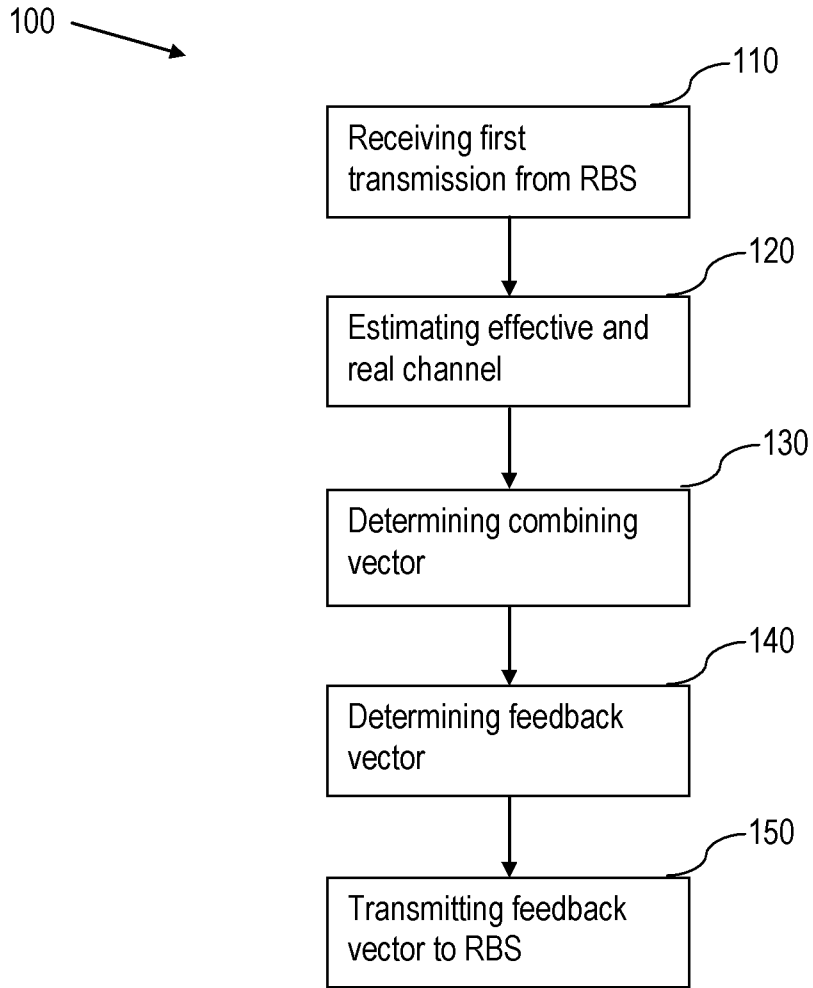 100
110
Receiving first
transmission from RBS
120
Estimating effective and
real channel
130
Determining combining
vector
140
Determining feedback
vector
150
Transmitting feedback
vector to RBS